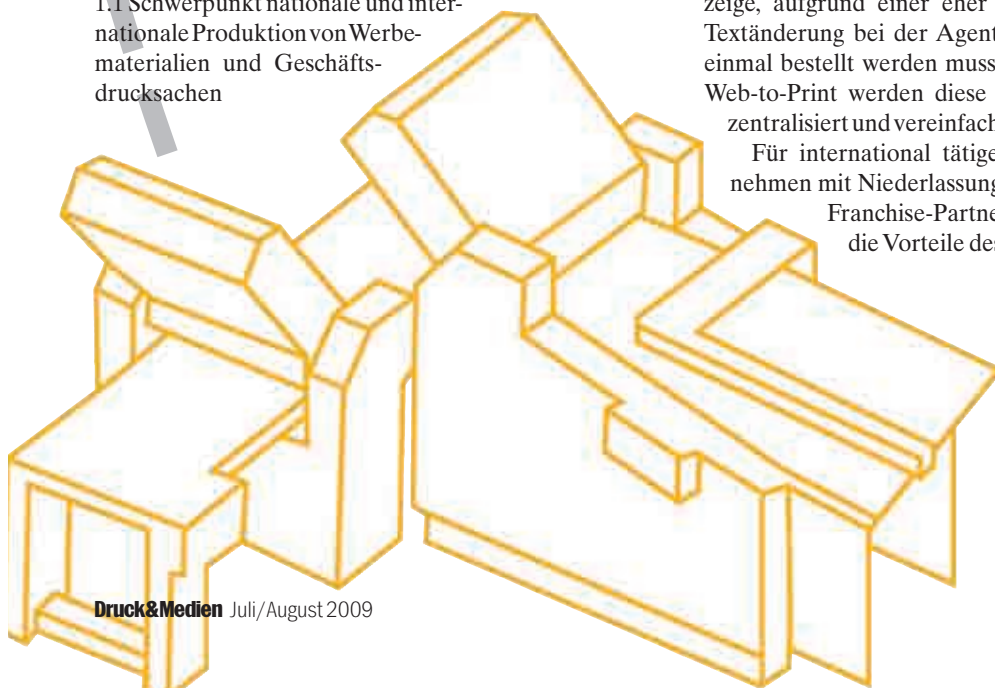 1.1 Schwerpunkt nationale und inter-
nationale Produktion von Werbe-
materialien und Geschäfts-
drucksachen
zeige, aufgrund einer eher
Textänderung bei der Agent
einmal bestellt werden muss
Web-to-Print werden diese
zentralisiert und vereinfach
Für international tätige
nehmen mit Niederlassung
Franchise-Partne
die Vorteile des
Druck&Medien Juli/August 2009